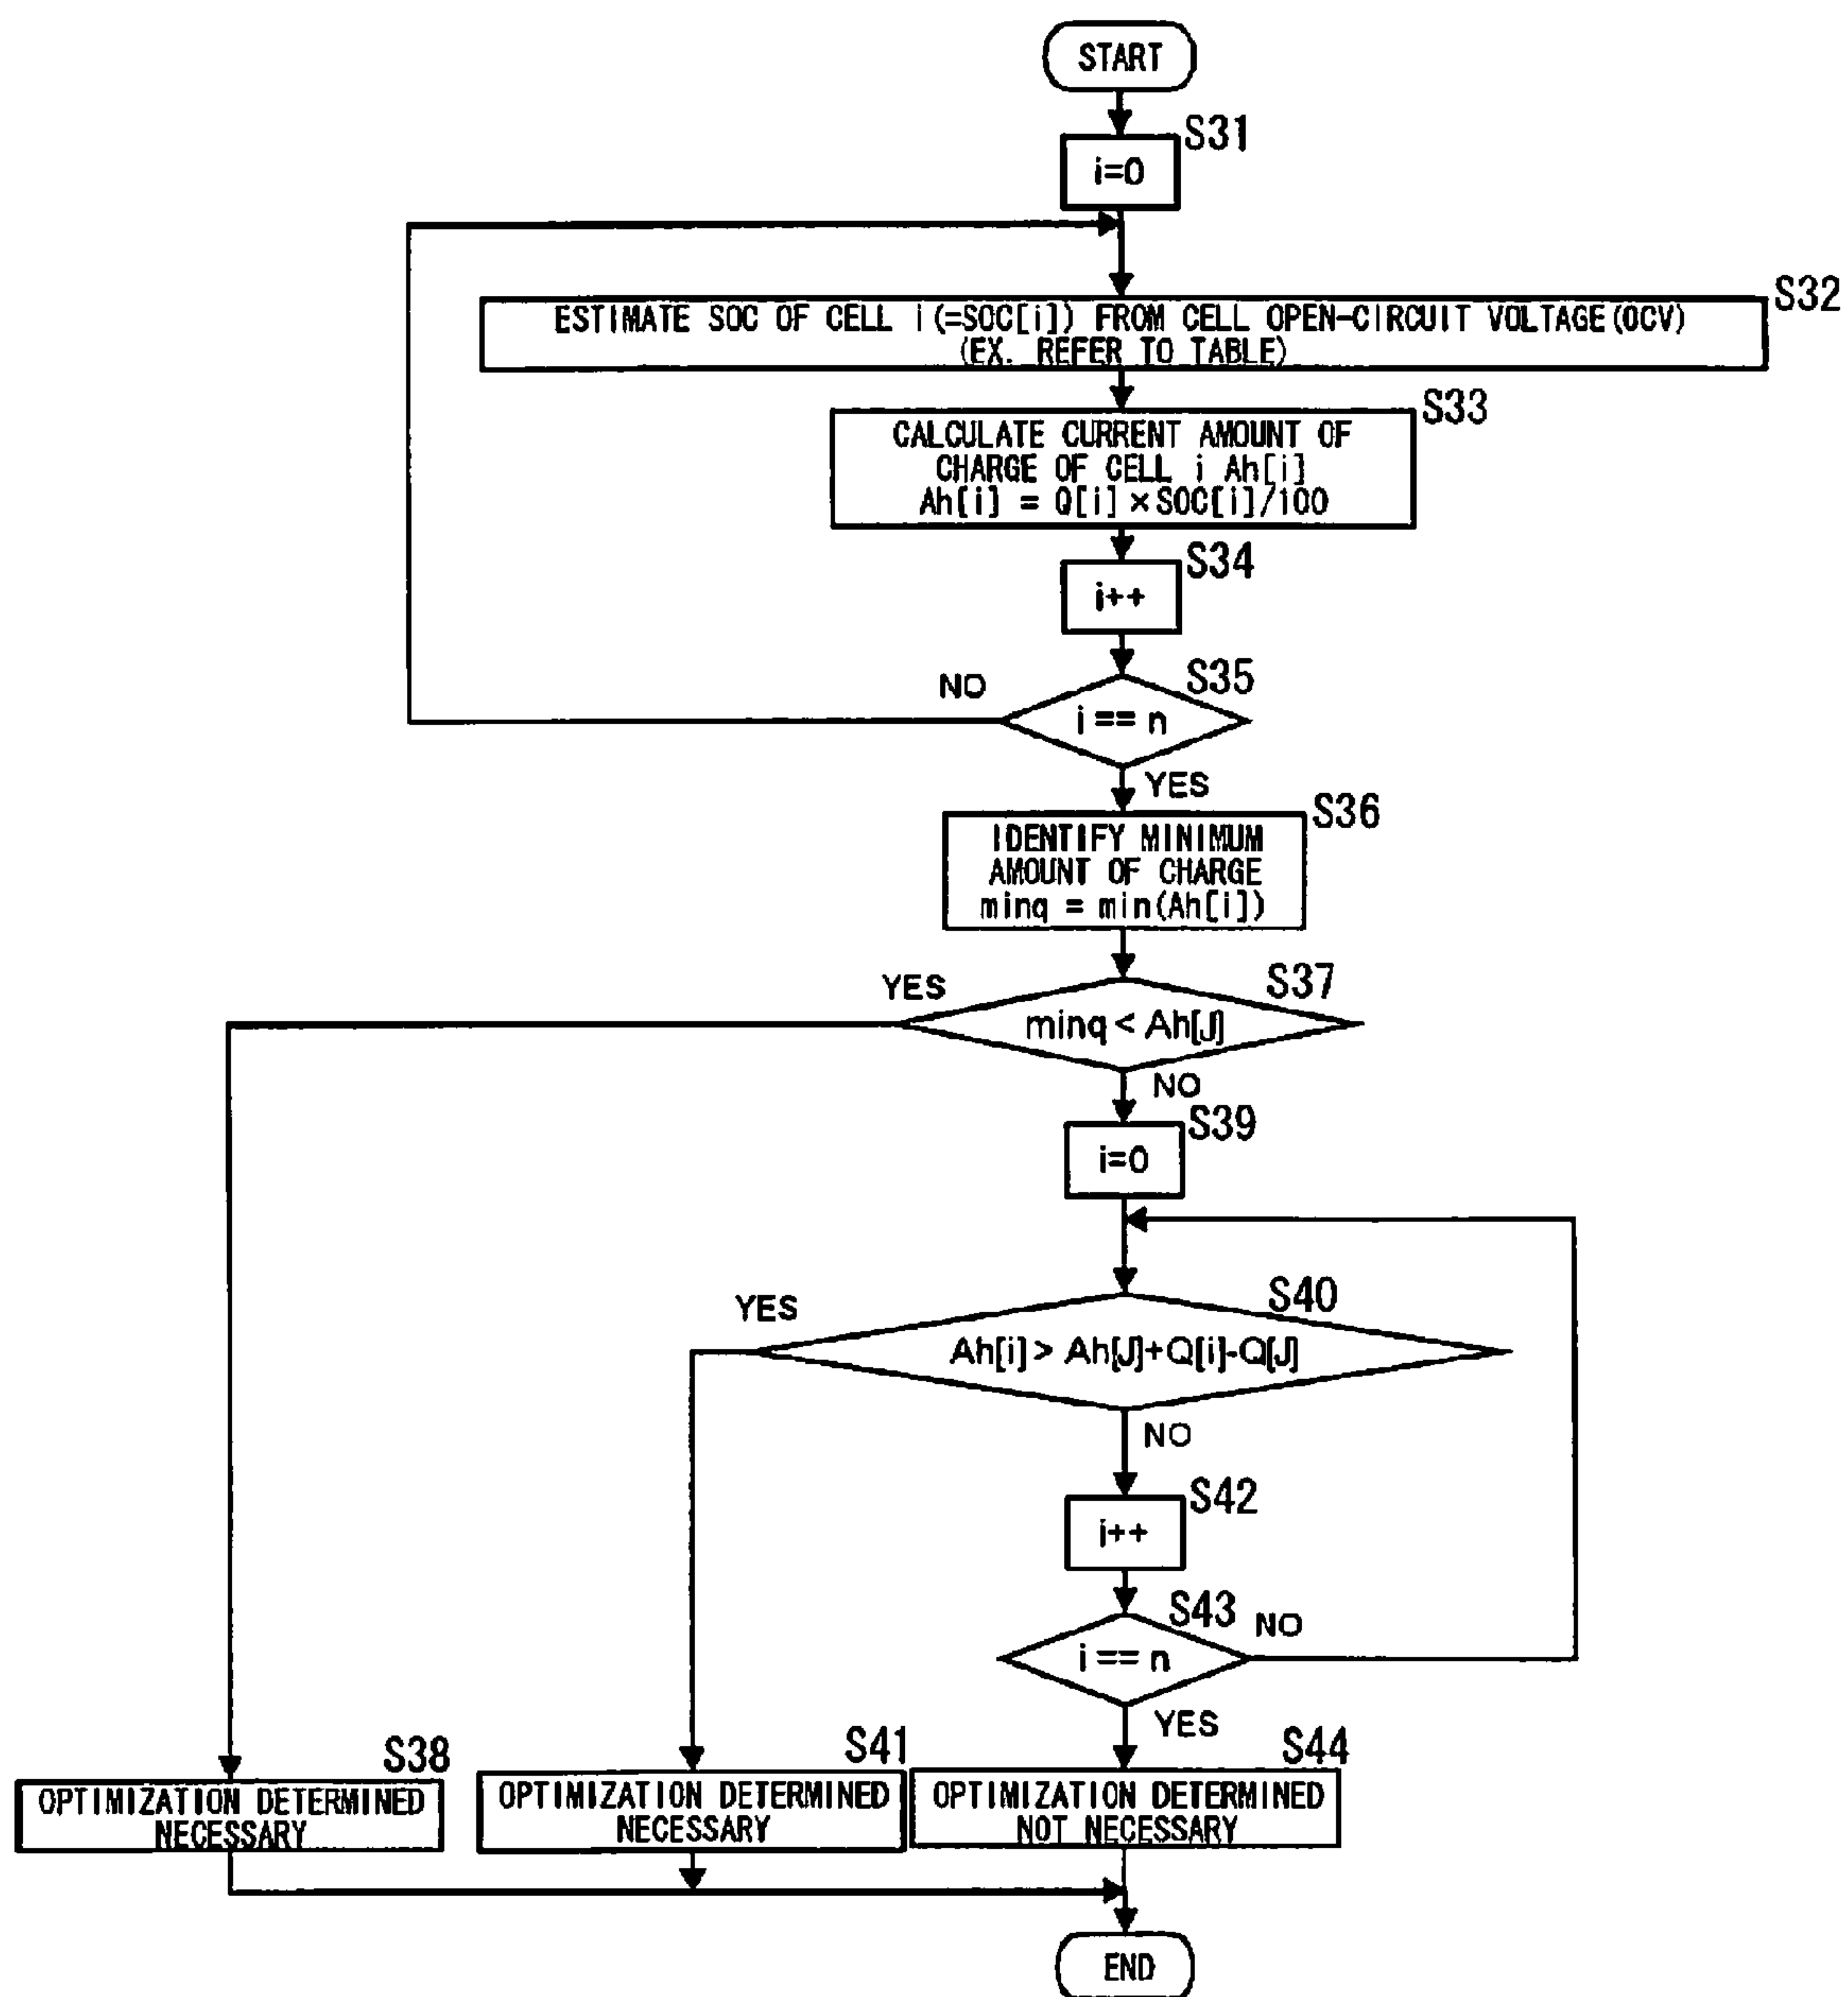 START
S31
i=0
S32
ESTIMATE SOC OF CELL i(=SOC[i]) FROM CELL OPEN-CIRCUIT VOLTAGE(OCV)
(EX. REFER TO TABLE)
S33
CALCULATE CURRENT AMOUNT OF
CHARGE OF CELL i Ah[i]
Ah[i] = Q[i]×SOC[i]/100
S34
i++
S35
NO
i == n
YES
S36
IDENTIFY MINIMUM
AMOUNT OF CHARGE
minq = min(Ah[i])
S37
YES
minq < Ah[J]
NO
S39
i=0
S40
YES
Ah[i] > Ah[J]+Q[i]-Q[J]
NO
S42
i++
S43
NO
i == n
YES
S38
OPTIMIZATION DETERMINED
NECESSARY
S41
OPTIMIZATION DETERMINED
NECESSARY
S44
OPTIMIZATION DETERMINED
NOT NECESSARY
END